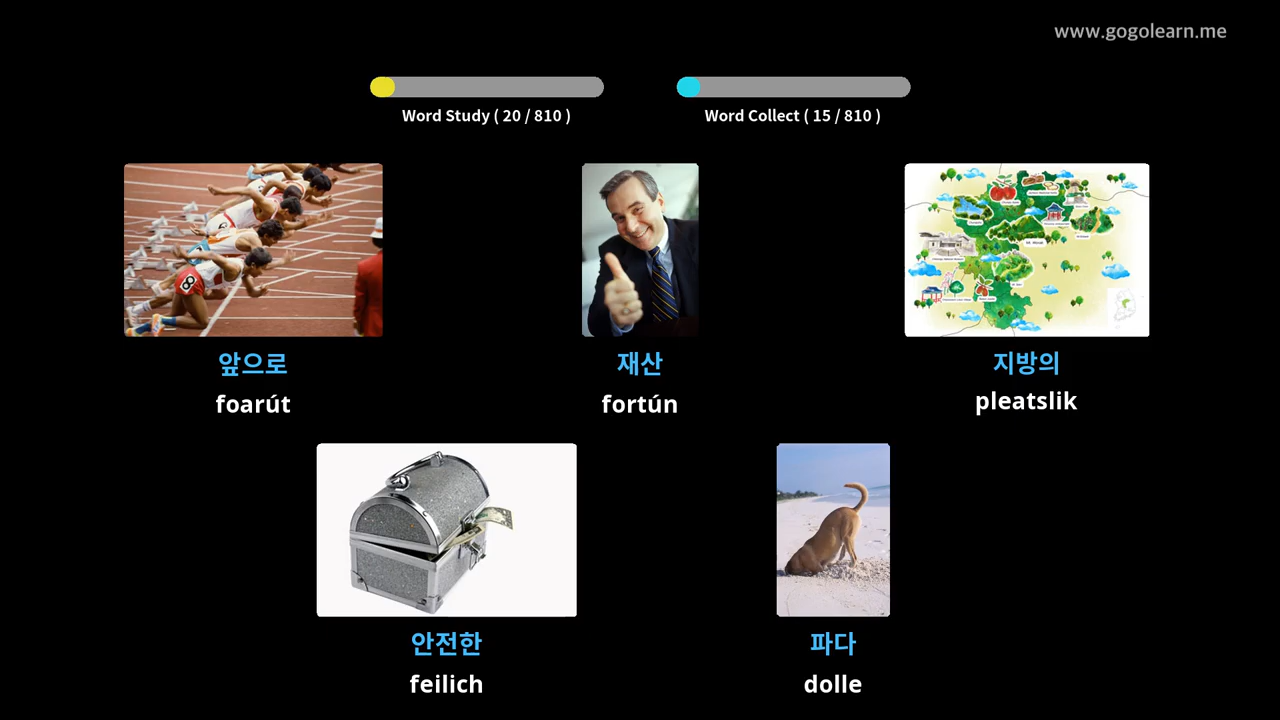 www.gogolearn.me
Word Study ( 20 / 810 )
Word Collect ( 15 / 810 )
앞으로
foarút
재산
fortún
지방의
pleatslik
안전한
feilich
파다
dolle